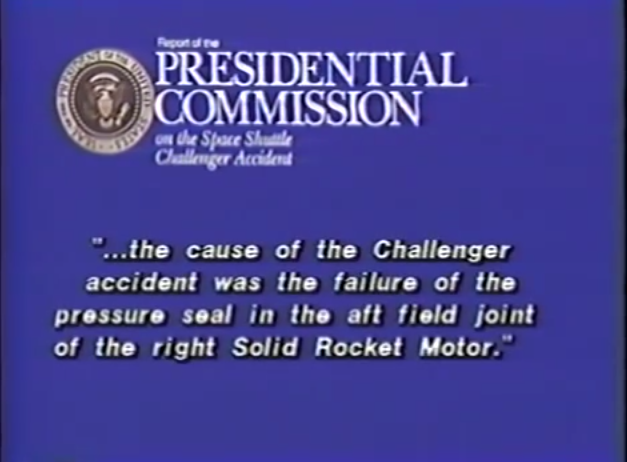 Report of the
PRESIDENTIAL
COMMISSION
on the Space Shuttle
Challenger Accident
"...the cause of the Challenger
accident was the failure of the
pressure seal in the aft field joint
of the right Solid Rocket Motor."